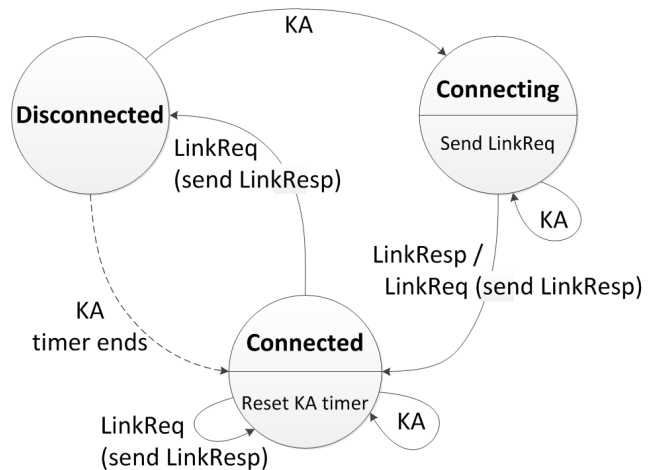 KA
Disconnected
Connecting
Send LinkReq
LinkReq
(send LinkResp)
KA
LinkResp /
LinkReq (send LinkResp)
KA
timer ends
Connected
Reset KA timer
KA
LinkReq
(send LinkResp)